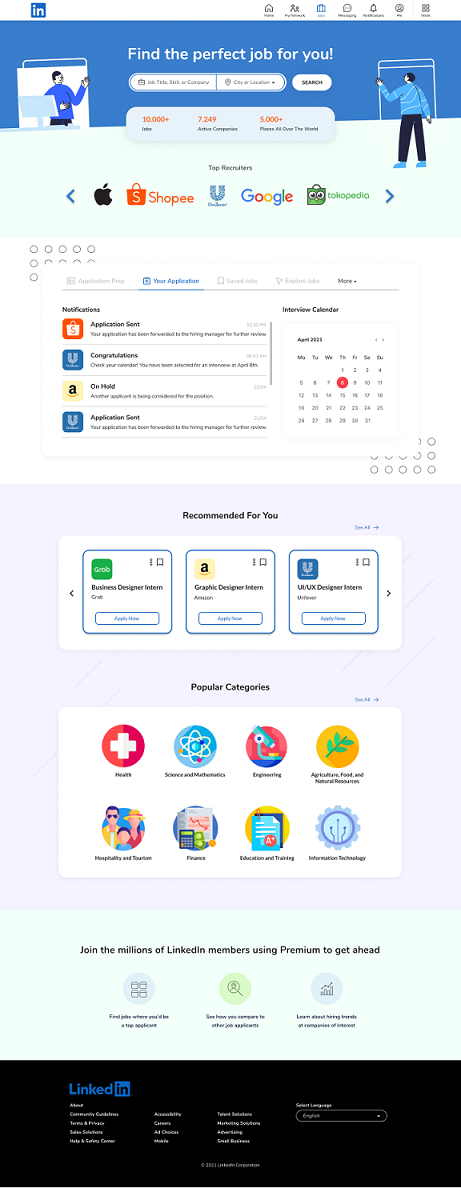 in
Home My Network Jobs Messaging Notifications Me Work
Find the perfect job for you!
Job Title, Skill, or Company City or Location SEARCH
10.000+ 7.249 5.000+
Jobs Active Companies Places All Over The World
Top Recruiters
Shopee Unilever Google tokopedia
Application Prep Your Application Saved Jobs Explore Jobs More
Notifications
Application Sent 12:30 PM
Your application has been forwarded to the hiring manager for further review.
Congratulations 08:03 AM
Check your calendar! You have been selected for an interview at April 8th.
a
On Hold 22/04
Another applicant is being considered for the position.
Application Sent 21/04
Your application has been forwarded to the hiring manager for further review.
Interview Calendar
April 2021
Mo Tu We Th Fr Sa Su
1 2 3 4
5 6 7 8 9 10 11
12 13 14 15 16 17 18
19 20 21 22 23 24 25
26 27 28 29 30 31
Recommended For You
See All
Grab
Business Designer Intern
Grab
Apply Now
a
Graphic Designer Intern
Amazon
Apply Now
UI/UX Designer Intern
Unilever
Apply Now
Popular Categories
See All
Health Science and Mathematics Engineering Agriculture, Food, and
Natural Resources
A+
Hospitality and Tourism Finance Education and Training Information Technology
Join the millions of LinkedIn members using Premium to get ahead
Find jobs where you'd be
a top applicant
See how you compare to
other job applicants
Learn about hiring trends
at companies of interest
Linkedin
About
Community Guidelines Accessibility Talent Solutions
Terms & Privacy Careers Marketing Solutions
Sales Solutions Ad Choices Advertising
Help & Safety Center Mobile Small Business
Select Language
English
© 2021 LinkedIn Corporation